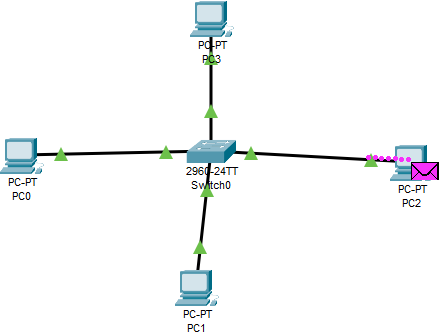 PC-PT
PC3
2960-24TT
Switch0
PC-PT
PC0
PC-PT
PC2
PC-PT
PC1